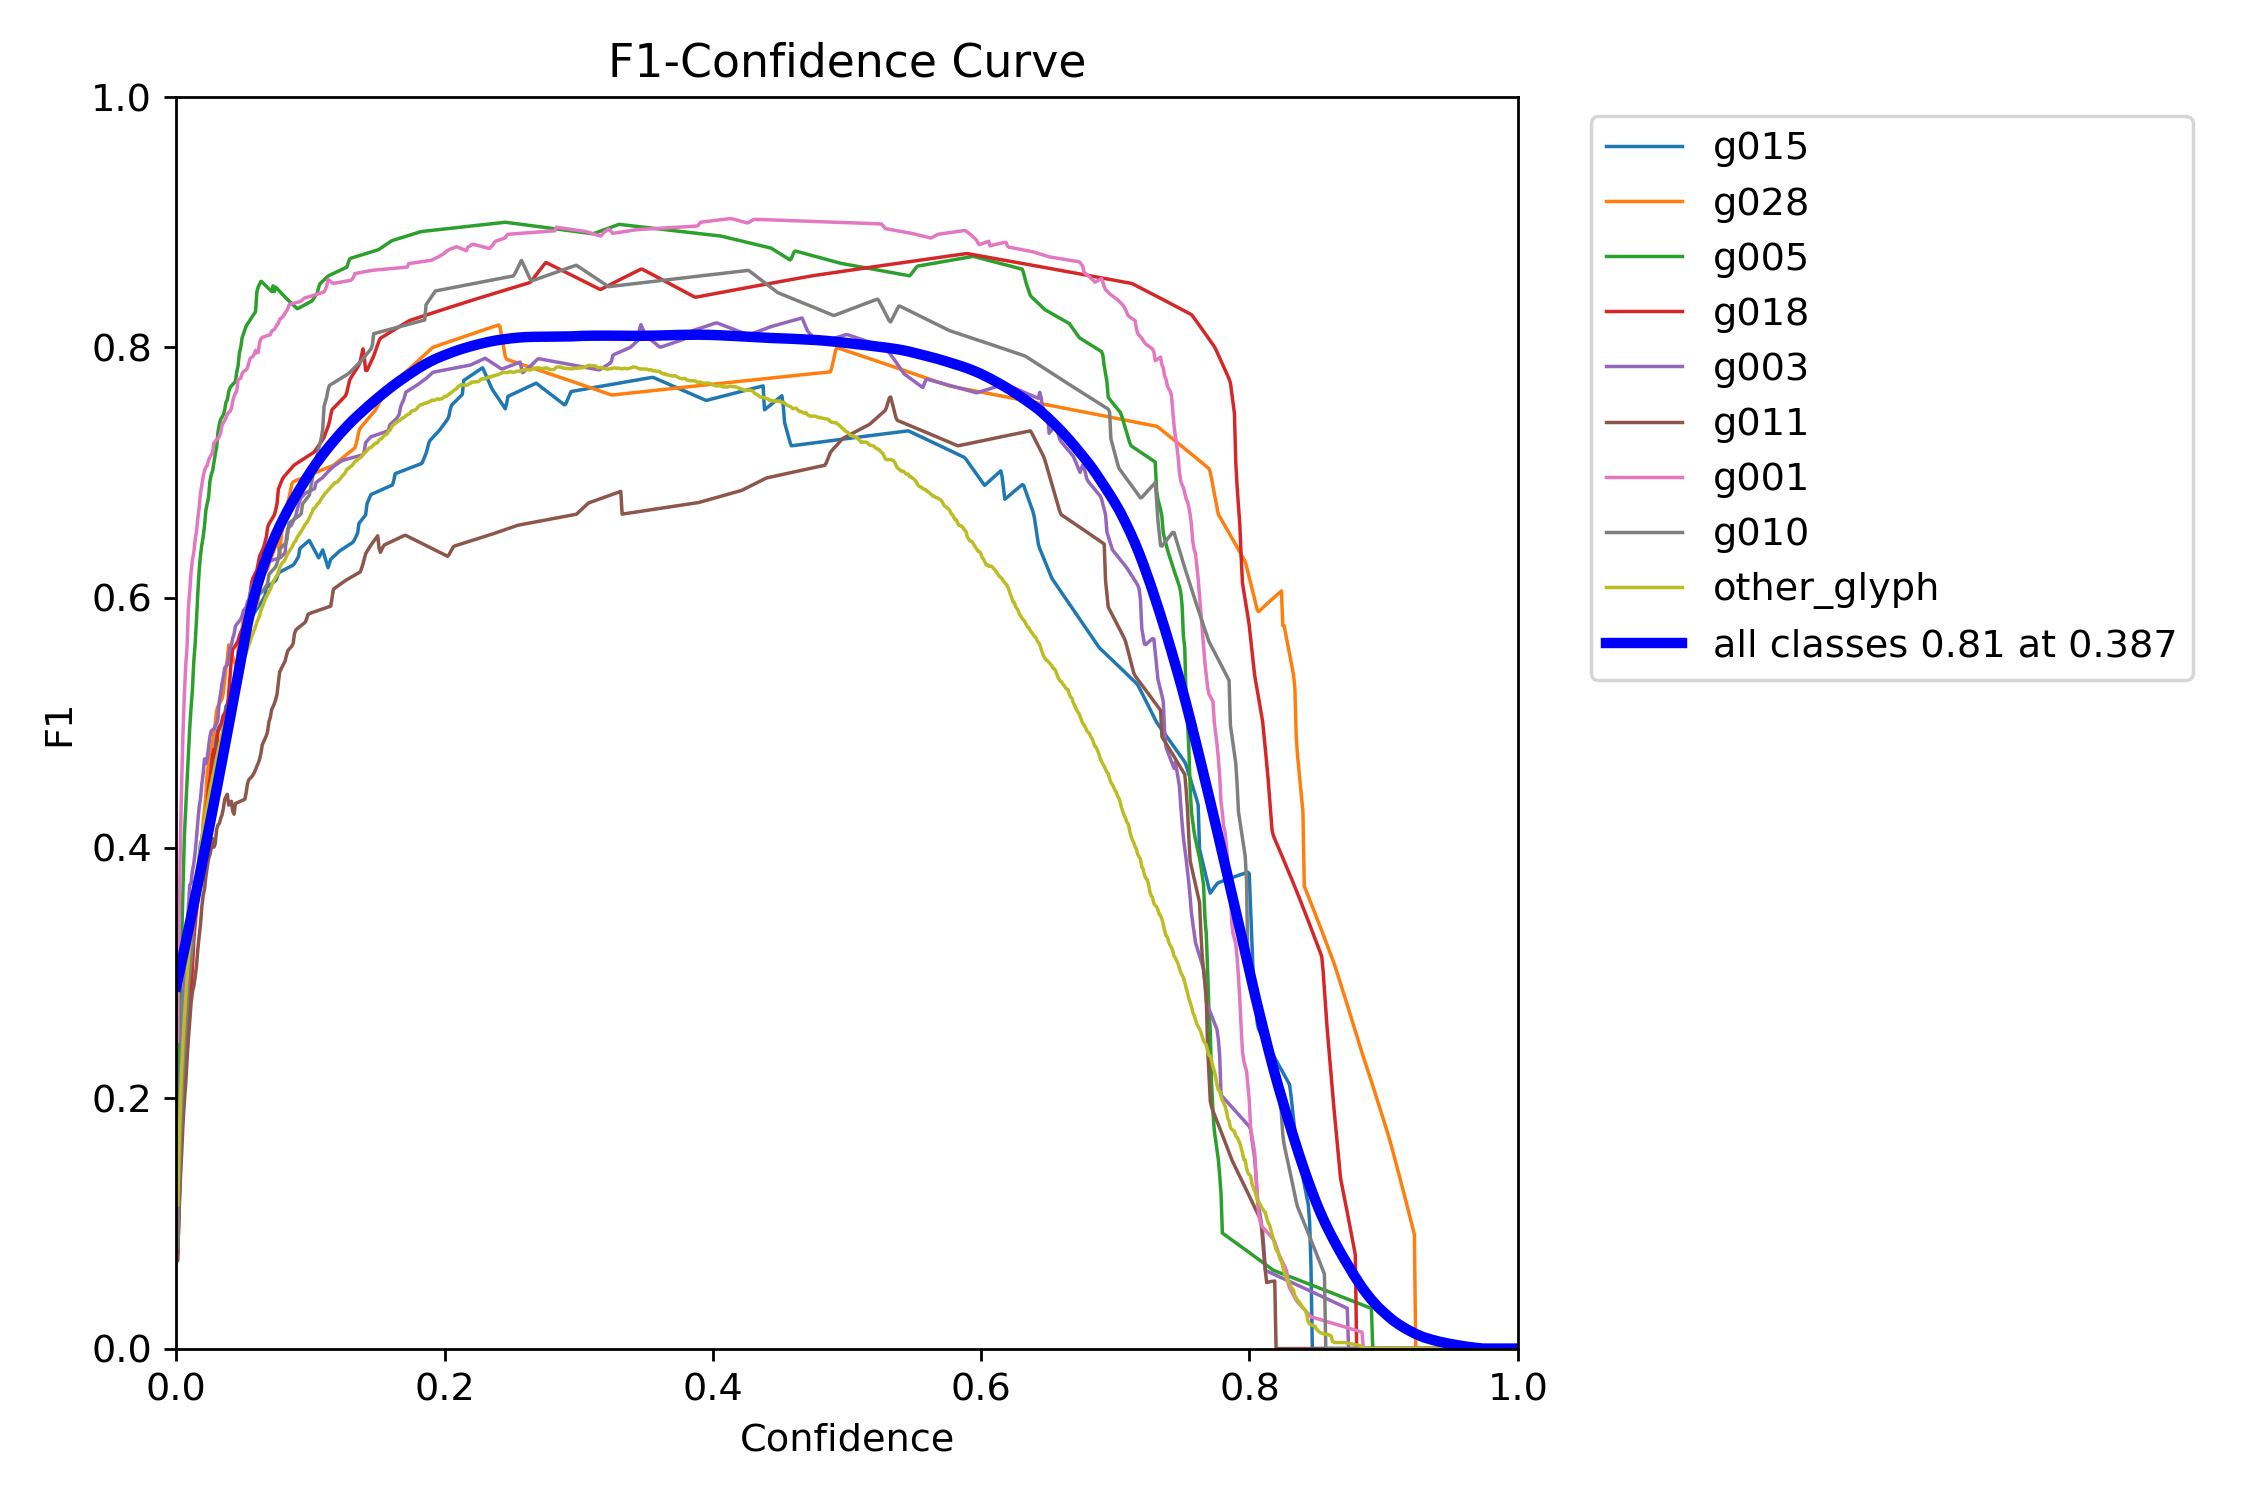 F1-Confidence Curve
1.0
0.8
0.6
0.4
0.2
0.0
F1
0.0 0.2 0.4 0.6 0.8 1.0
Confidence
g015
g028
g005
g018
g003
g011
g001
g010
other_glyph
all classes 0.81 at 0.387